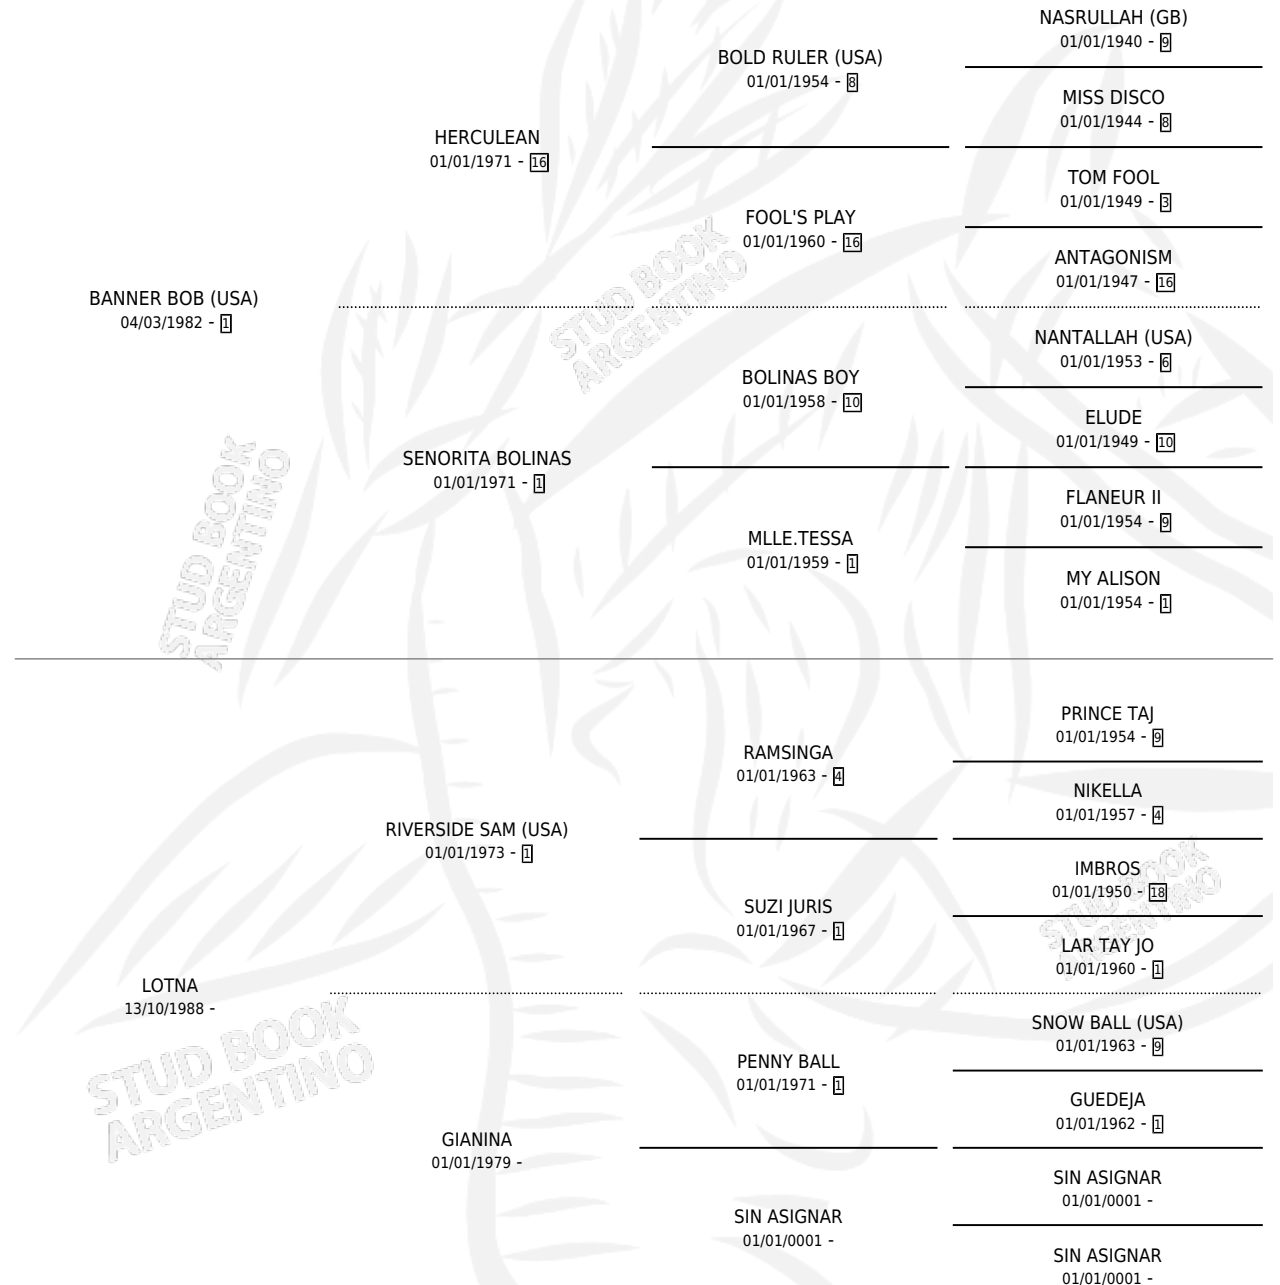 NASRULLAH (GB)
01/01/1940 - 9
BOLD RULER (USA)
01/01/1954 - 8
MISS DISCO
01/01/1944 - 8
HERCULEAN
01/01/1971 - 16
TOM FOOL
01/01/1949 - 3
FOOL'S PLAY
01/01/1960 - 16
ANTAGONISM
01/01/1947 - 16
BANNER BOB (USA)
04/03/1982 - 1
STUD BOOK
ARGENTINO
NANTALLAH (USA)
01/01/1953 - 6
BOLINAS BOY
01/01/1958 - 10
ELUDE
01/01/1949 - 10
SENORITA BOLINAS
01/01/1971 - 1
FLANEUR II
01/01/1954 - 9
MLLE.TESSA
01/01/1959 - 1
MY ALISON
01/01/1954 - 1
STUD BOOK
ARGENTINO
PRINCE TAJ
01/01/1954 - 9
RAMSINGA
01/01/1963 - 4
NIKELLA
01/01/1957 - 4
RIVERSIDE SAM (USA)
01/01/1973 - 1
IMBROS
01/01/1950 - 18
SUZI JURIS
01/01/1967 - 1
STUD BOOK
ARGENTINO
LAR TAY JO
01/01/1960 - 1
LOTNA
13/10/1988 -
SNOW BALL (USA)
01/01/1963 - 9
PENNY BALL
01/01/1971 - 1
STUD BOOK
ARGENTINO
GUEDEJA
01/01/1962 - 1
GIANINA
01/01/1979 -
SIN ASIGNAR
01/01/0001 -
SIN ASIGNAR
01/01/0001 -
SIN ASIGNAR
01/01/0001 -